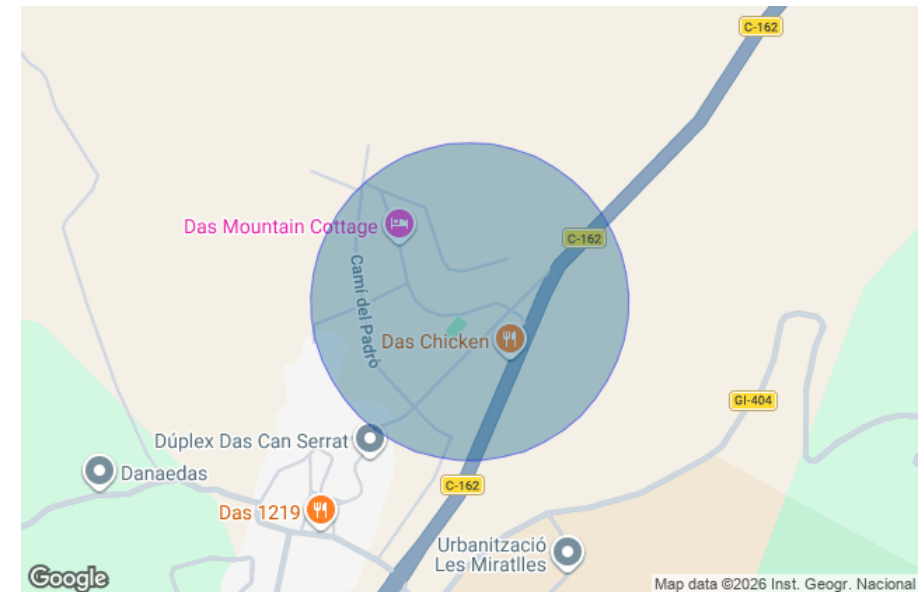 C-162
Das Mountain Cottage
C-162
Camí del Padró
Das Chicken
GI-404
Dúplex Das Can Serrat
Danaedas
C-162
Das 1219
Urbanització
Les Miratlles
Google
Map data ©2026 Inst. Geogr. Nacional